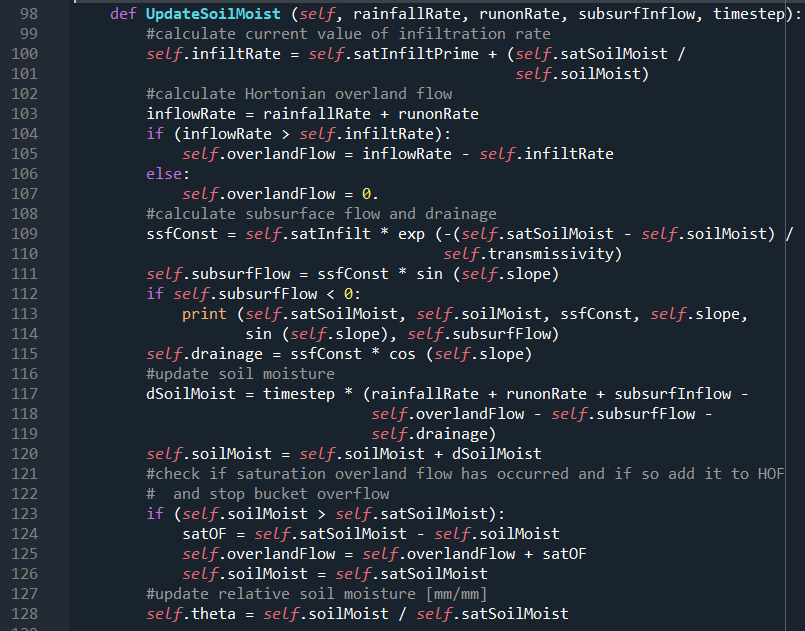 98 def UpdateSoilMoist (self, rainfallRate, runonRate, subsurfInflow, timestep):
99 #calculate current value of infiltration rate
100 self.infiltRate = self.satInfiltPrime + (self.satSoilMoist /
101 self.soilMoist)
102 #calculate Hortonian overland flow
103 inflowRate = rainfallRate + runonRate
104 if (inflowRate > self.infiltRate):
105 self.overlandFlow = inflowRate - self.infiltRate
106 else:
107 self.overlandFlow = 0.
108 #calculate subsurface flow and drainage
109 ssfConst = self.satInfilt * exp (-(self.satSoilMoist - self.soilMoist) /
110 self.transmissivity)
111 self.subsurfFlow = ssfConst * sin (self.slope)
112 if self.subsurfFlow < 0:
113 print (self.satSoilMoist, self.soilMoist, ssfConst, self.slope,
114 sin (self.slope), self.subsurfFlow)
115 self.drainage = ssfConst * cos (self.slope)
116 #update soil moisture
117 dSoilMoist = timestep * (rainfallRate + runonRate + subsurfInflow -
118 self.overlandFlow - self.subsurfFlow -
119 self.drainage)
120 self.soilMoist = self.soilMoist + dSoilMoist
121 #check if saturation overland flow has occurred and if so add it to HOF
122 #  and stop bucket overflow
123 if (self.soilMoist > self.satSoilMoist):
124 satOF = self.satSoilMoist - self.soilMoist
125 self.overlandFlow = self.overlandFlow + satOF
126 self.soilMoist = self.satSoilMoist
127 #update relative soil moisture [mm/mm]
128 self.theta = self.soilMoist / self.satSoilMoist